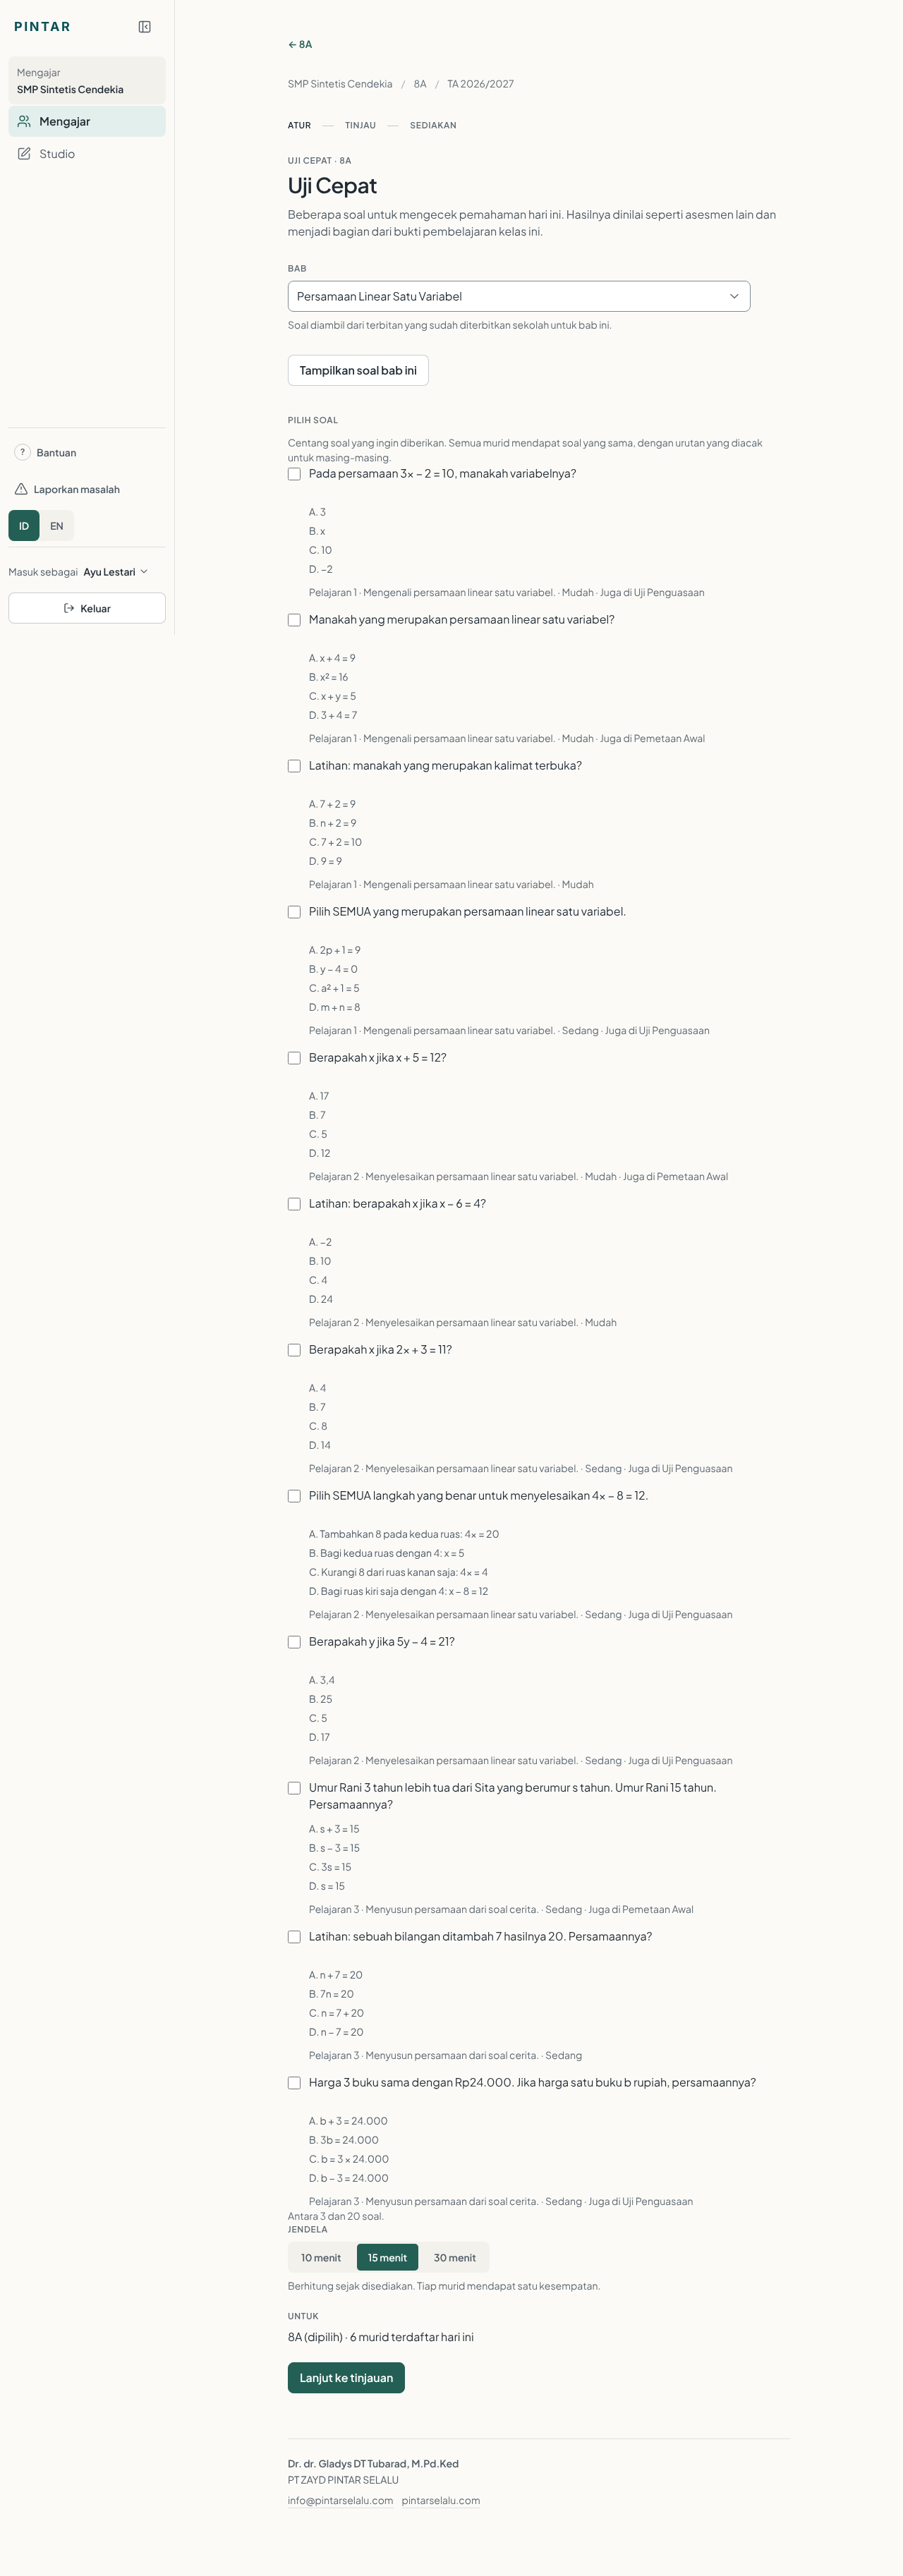 PINTAR
Mengajar
SMP Sintetis Cendekia
Mengajar
Studio
? Bantuan
Laporkan masalah
ID EN
Masuk sebagai Ayu Lestari
Keluar
← 8A
SMP Sintetis Cendekia / 8A / TA 2026/2027
ATUR — TINJAU — SEDIAKAN
UJI CEPAT · 8A
Uji Cepat
Beberapa soal untuk mengecek pemahaman hari ini. Hasilnya dinilai seperti asesmen lain dan
menjadi bagian dari bukti pembelajaran kelas ini.
BAB
Persamaan Linear Satu Variabel
Soal diambil dari terbitan yang sudah diterbitkan sekolah untuk bab ini.
Tampilkan soal bab ini
PILIH SOAL
Centang soal yang ingin diberikan. Semua murid mendapat soal yang sama, dengan urutan yang diacak
untuk masing-masing.
Pada persamaan 3x − 2 = 10, manakah variabelnya?
A. 3
B. x
C. 10
D. −2
Pelajaran 1 · Mengenali persamaan linear satu variabel. · Mudah · Juga di Uji Penguasaan
Manakah yang merupakan persamaan linear satu variabel?
A. x + 4 = 9
B. x² = 16
C. x + y = 5
D. 3 + 4 = 7
Pelajaran 1 · Mengenali persamaan linear satu variabel. · Mudah · Juga di Pemetaan Awal
Latihan: manakah yang merupakan kalimat terbuka?
A. 7 + 2 = 9
B. n + 2 = 9
C. 7 + 2 = 10
D. 9 = 9
Pelajaran 1 · Mengenali persamaan linear satu variabel. · Mudah
Pilih SEMUA yang merupakan persamaan linear satu variabel.
A. 2p + 1 = 9
B. y − 4 = 0
C. a² + 1 = 5
D. m + n = 8
Pelajaran 1 · Mengenali persamaan linear satu variabel. · Sedang · Juga di Uji Penguasaan
Berapakah x jika x + 5 = 12?
A. 17
B. 7
C. 5
D. 12
Pelajaran 2 · Menyelesaikan persamaan linear satu variabel. · Mudah · Juga di Pemetaan Awal
Latihan: berapakah x jika x − 6 = 4?
A. −2
B. 10
C. 4
D. 24
Pelajaran 2 · Menyelesaikan persamaan linear satu variabel. · Mudah
Berapakah x jika 2x + 3 = 11?
A. 4
B. 7
C. 8
D. 14
Pelajaran 2 · Menyelesaikan persamaan linear satu variabel. · Sedang · Juga di Uji Penguasaan
Pilih SEMUA langkah yang benar untuk menyelesaikan 4x − 8 = 12.
A. Tambahkan 8 pada kedua ruas: 4x = 20
B. Bagi kedua ruas dengan 4: x = 5
C. Kurangi 8 dari ruas kanan saja: 4x = 4
D. Bagi ruas kiri saja dengan 4: x − 8 = 12
Pelajaran 2 · Menyelesaikan persamaan linear satu variabel. · Sedang · Juga di Uji Penguasaan
Berapakah y jika 5y − 4 = 21?
A. 3,4
B. 25
C. 5
D. 17
Pelajaran 2 · Menyelesaikan persamaan linear satu variabel. · Sedang · Juga di Uji Penguasaan
Umur Rani 3 tahun lebih tua dari Sita yang berumur s tahun. Umur Rani 15 tahun.
Persamaannya?
A. s + 3 = 15
B. s − 3 = 15
C. 3s = 15
D. s = 15
Pelajaran 3 · Menyusun persamaan dari soal cerita. · Sedang · Juga di Pemetaan Awal
Latihan: sebuah bilangan ditambah 7 hasilnya 20. Persamaannya?
A. n + 7 = 20
B. 7n = 20
C. n = 7 + 20
D. n − 7 = 20
Pelajaran 3 · Menyusun persamaan dari soal cerita. · Sedang
Harga 3 buku sama dengan Rp24.000. Jika harga satu buku b rupiah, persamaannya?
A. b + 3 = 24.000
B. 3b = 24.000
C. b = 3 × 24.000
D. b − 3 = 24.000
Pelajaran 3 · Menyusun persamaan dari soal cerita. · Sedang · Juga di Uji Penguasaan
Antara 3 dan 20 soal.
JENDELA
10 menit 15 menit 30 menit
Berhitung sejak disediakan. Tiap murid mendapat satu kesempatan.
UNTUK
8A (dipilih) · 6 murid terdaftar hari ini
Lanjut ke tinjauan
Dr. dr. Gladys DT Tubarad, M.Pd.Ked
PT ZAYD PINTAR SELALU
info@pintarselalu.com pintarselalu.com